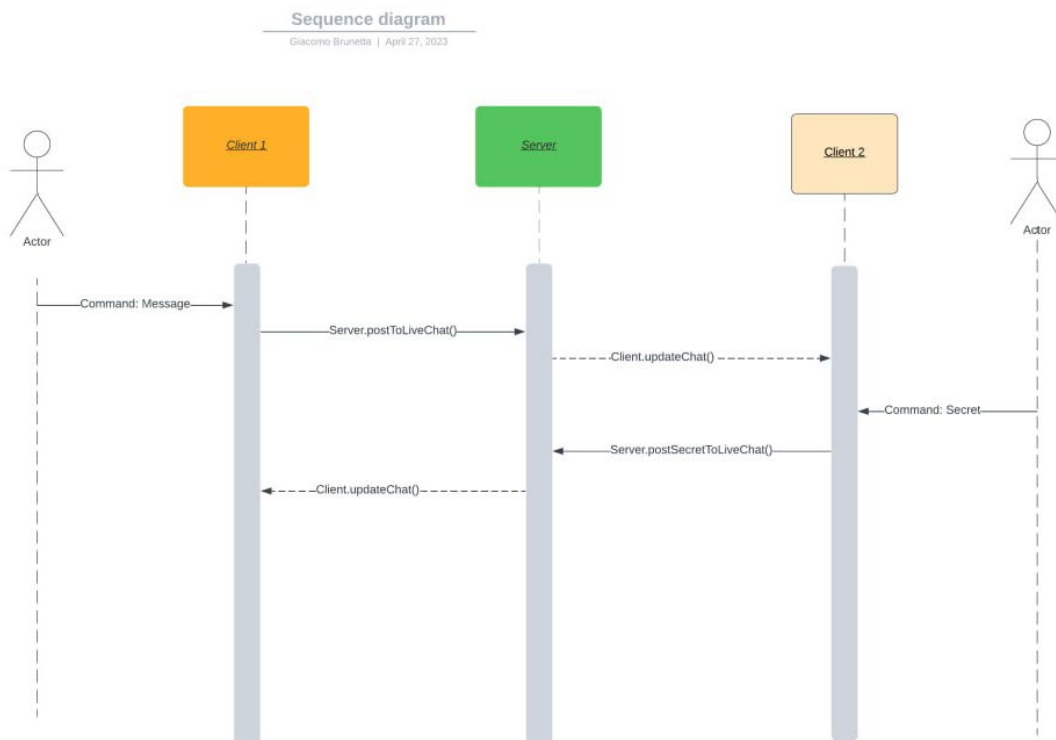 Sequence diagram
Giacomo Brunetta | April 27, 2023
Client 1
Server
Client 2
Actor
Actor
Command: Message
Server.postToLiveChat()
Client.updateChat()
Command: Secret
Server.postSecretToLiveChat()
Client.updateChat()